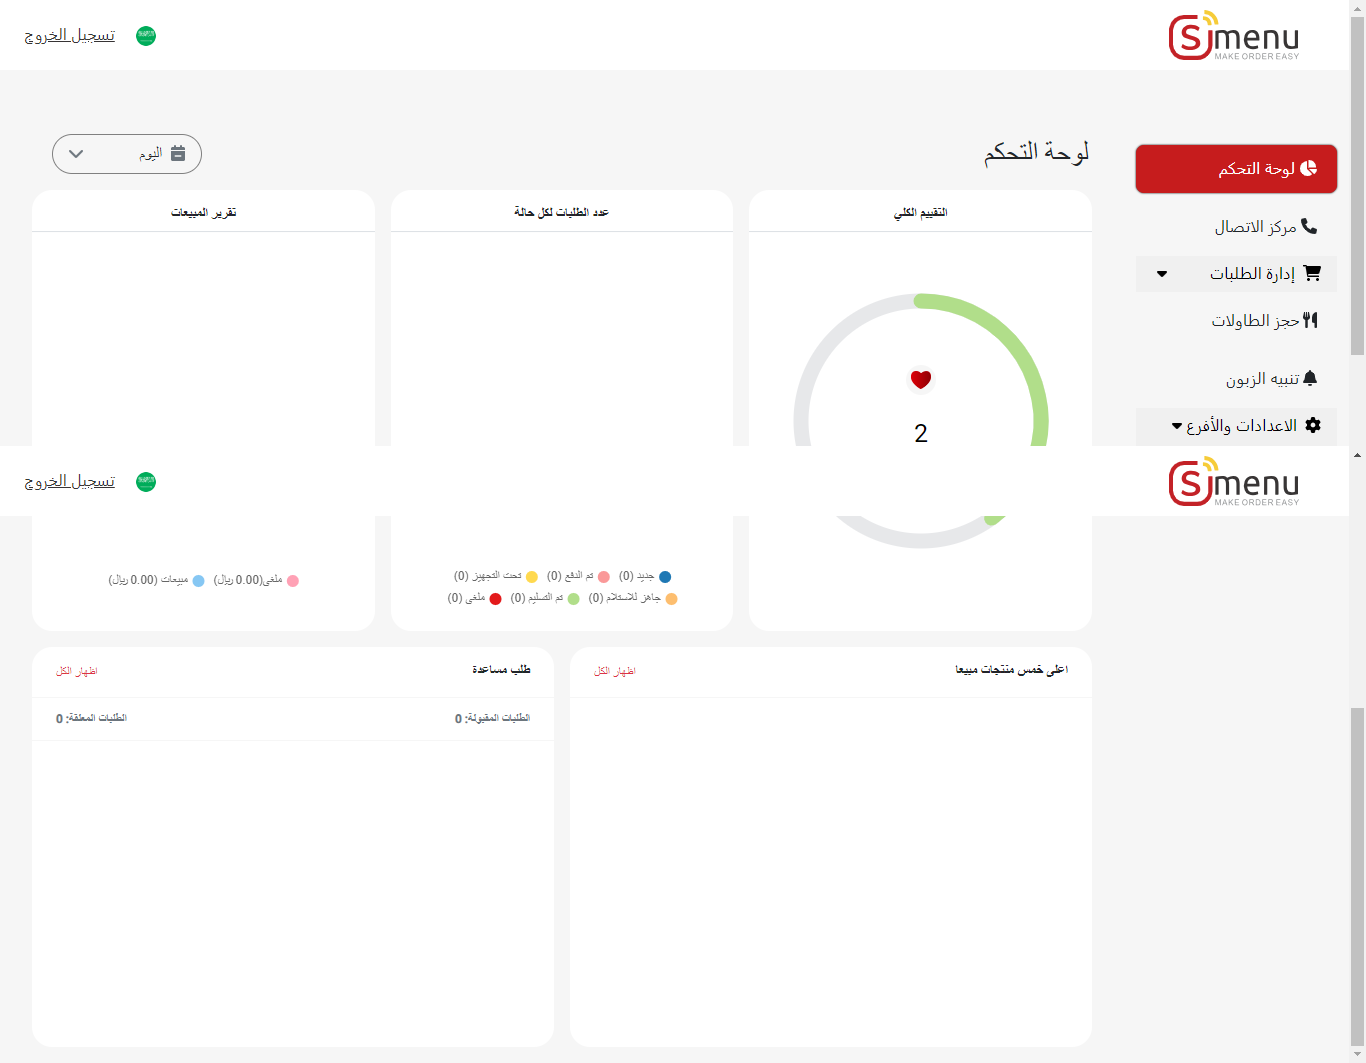 Sjmenu
MAKE ORDER EASY
تسجيل الخروج
لوحة التحكم
مركز الاتصال
إدارة الطلبات
حجز الطاولات
تنبيه الزبون
الاعدادات والأفرع
لوحة التحكم
اليوم
التقييم الكلي
2
عدد الطلبات لكل حالة
تقرير المبيعات
Sjmenu
MAKE ORDER EASY
تسجيل الخروج
جديد (0) تم الدفع (0) تحت التجهيز (0)
جاهز للاستلام (0) تم التسليم (0) ملغى (0)
ملغى(0.00 ريال) مبيعات (0.00 ريال)
اعلى خمس منتجات مبيعا
اظهار الكل
طلب مساعدة
اظهار الكل
الطلبات المقبولة: 0
الطلبات المعلقة: 0